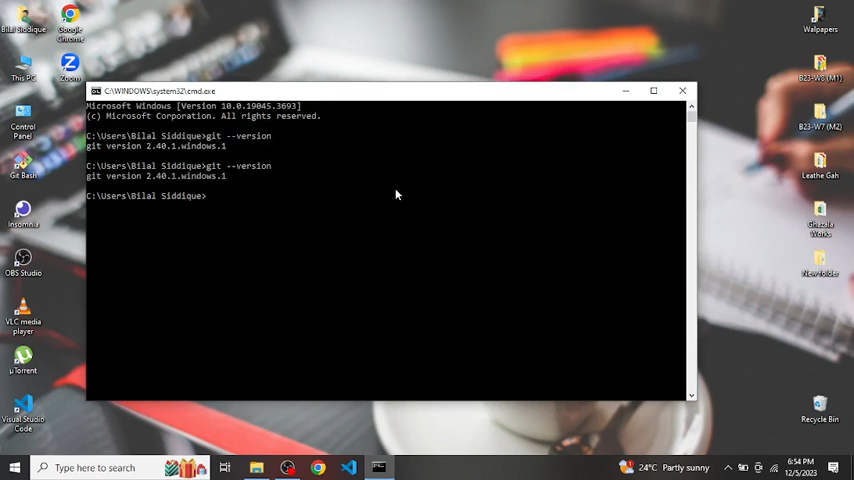 Bilal Siddique
Google
Chrome
This PC
Zoom
Control
Panel
Git Bash
Insomnia
OBS Studio
VLC media
player
µTorrent
Visual Studio
Code
C:\WINDOWS\system32\cmd.exe
Microsoft Windows [Version 10.0.19045.3693]
(c) Microsoft Corporation. All rights reserved.
C:\Users\Bilal Siddique>git --version
git version 2.40.1.windows.1
C:\Users\Bilal Siddique>git --version
git version 2.40.1.windows.1
C:\Users\Bilal Siddique>
Walpapers
B23-W8 (M1)
B23-W7 (M2)
Leathe Gah
Ghazala
Works
New folder
Recycle Bin
Type here to search
24°C Partly sunny
6:54 PM
12/5/2023